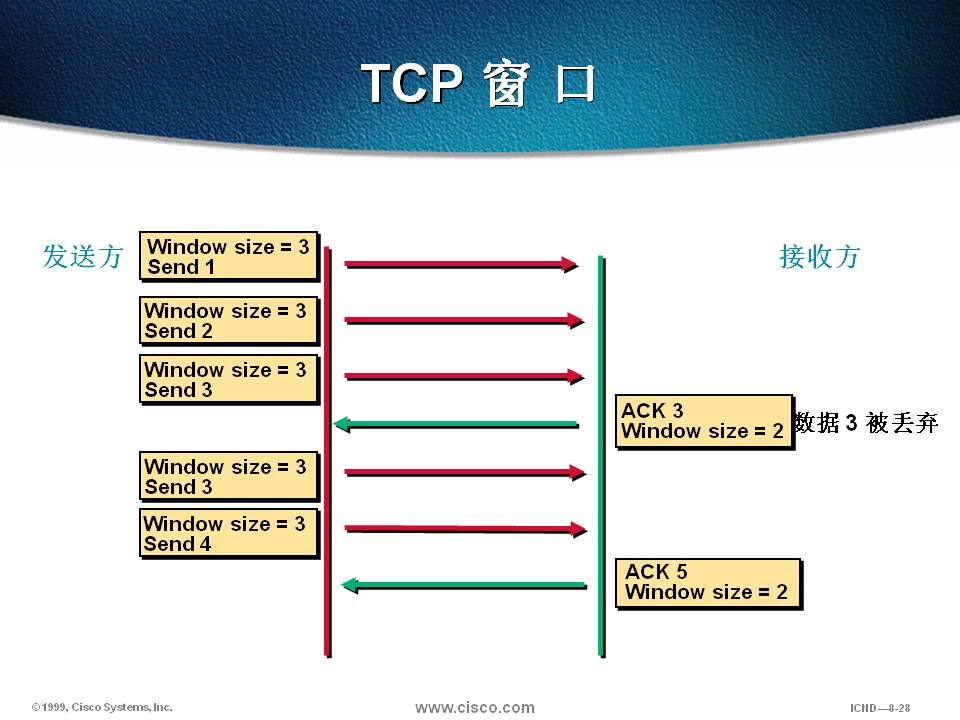 TCP 窗 口
发送方
接收方
Window size = 3
Send 1
Window size = 3
Send 2
Window size = 3
Send 3
ACK 3
Window size = 2
数据 3 被丢弃
Window size = 3
Send 3
Window size = 3
Send 4
ACK 5
Window size = 2
©1999, Cisco Systems, Inc.
www.cisco.com
ICND—8-28